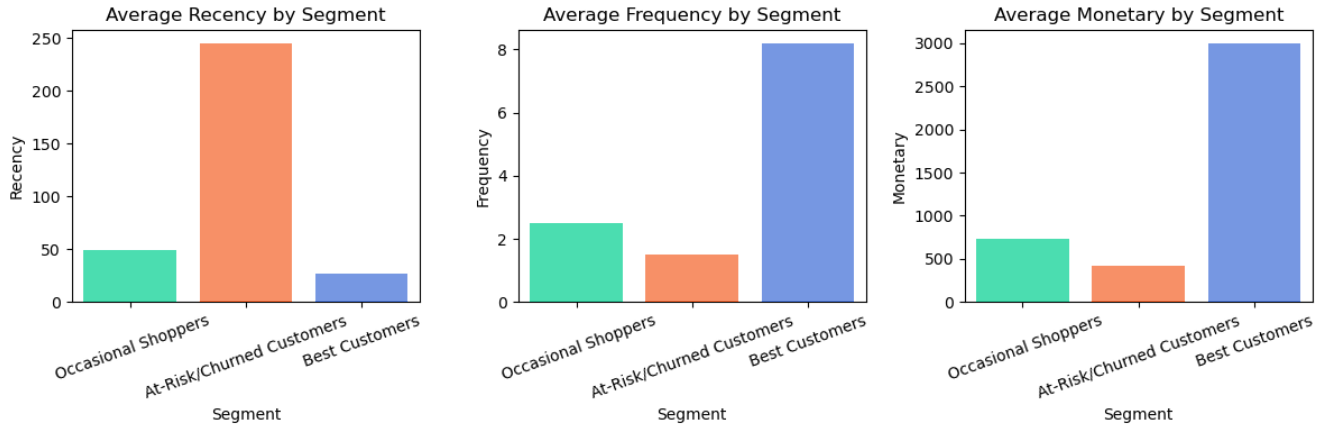 Average Recency by Segment
Recency
250
200
150
100
50
0
Occasional Shoppers
At-Risk/Churned Customers
Best Customers
Segment
Average Frequency by Segment
Frequency
8
6
4
2
0
Occasional Shoppers
At-Risk/Churned Customers
Best Customers
Segment
Average Monetary by Segment
Monetary
3000
2500
2000
1500
1000
500
0
Occasional Shoppers
At-Risk/Churned Customers
Best Customers
Segment